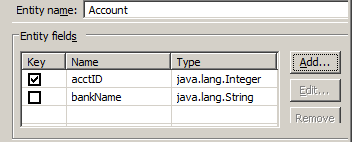 Entity name: Account
Entity fields
Key Name Type
acctID java.lang.Integer
bankName java.lang.String
Add...
Edit...
Remove